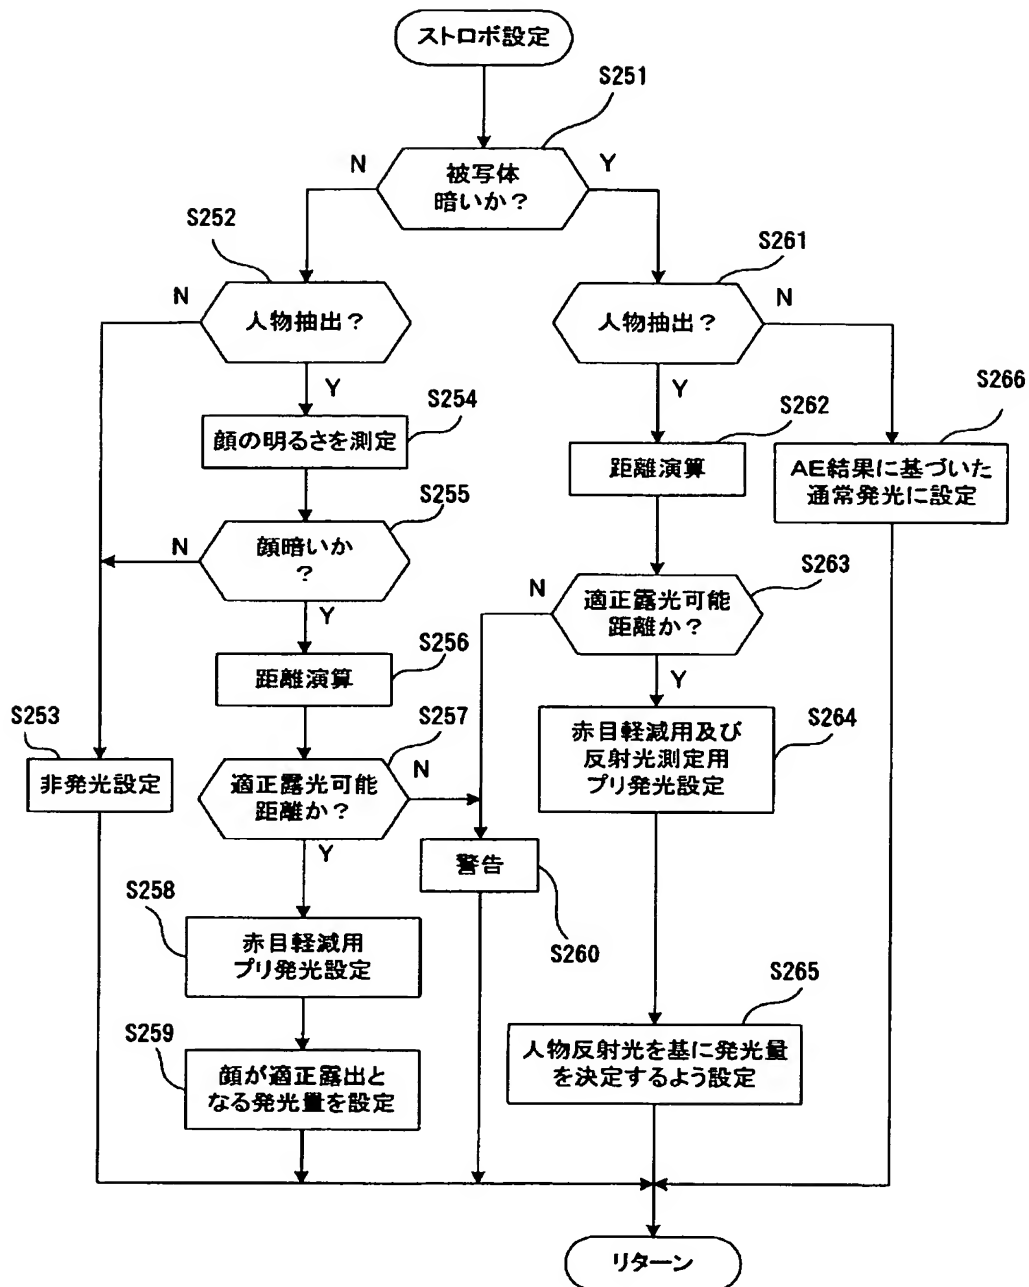 ストロボ設定
S251
N
Y
被写体
暗いか？
S252
S261
N
人物抽出？
人物抽出？
N
Y
Y
S254
S262
S266
顔の明るさを測定
距離演算
AE結果に基づいた
通常発光に設定
S255
N
顔暗いか
？
S263
N
適正露光可能
距離か？
Y
S256
距離演算
Y
S253
S257
S264
非発光設定
適正露光可能
距離か？
N
赤目軽減用及び
反射光測定用
プリ発光設定
Y
警告
S258
S260
赤目軽減用
プリ発光設定
S265
S259
人物反射光を基に発光量
を決定するよう設定
顔が適正露出と
なる発光量を設定
リターン